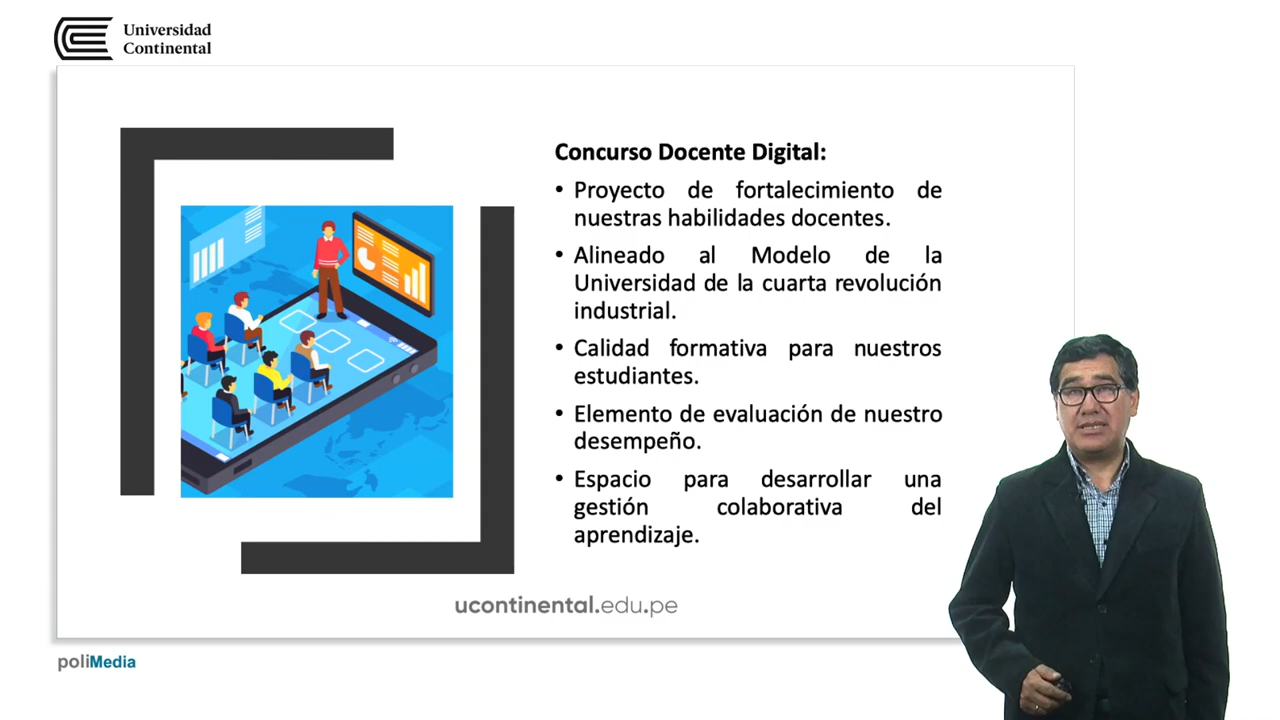 Universidad
Continental
Concurso Docente Digital:
• Proyecto de fortalecimiento de
nuestras habilidades docentes.
• Alineado al Modelo de la
Universidad de la cuarta revolución
industrial.
• Calidad formativa para nuestros
estudiantes.
• Elemento de evaluación de nuestro
desempeño.
• Espacio para desarrollar una
gestión colaborativa del
aprendizaje.
ucontinental.edu.pe
poliMedia